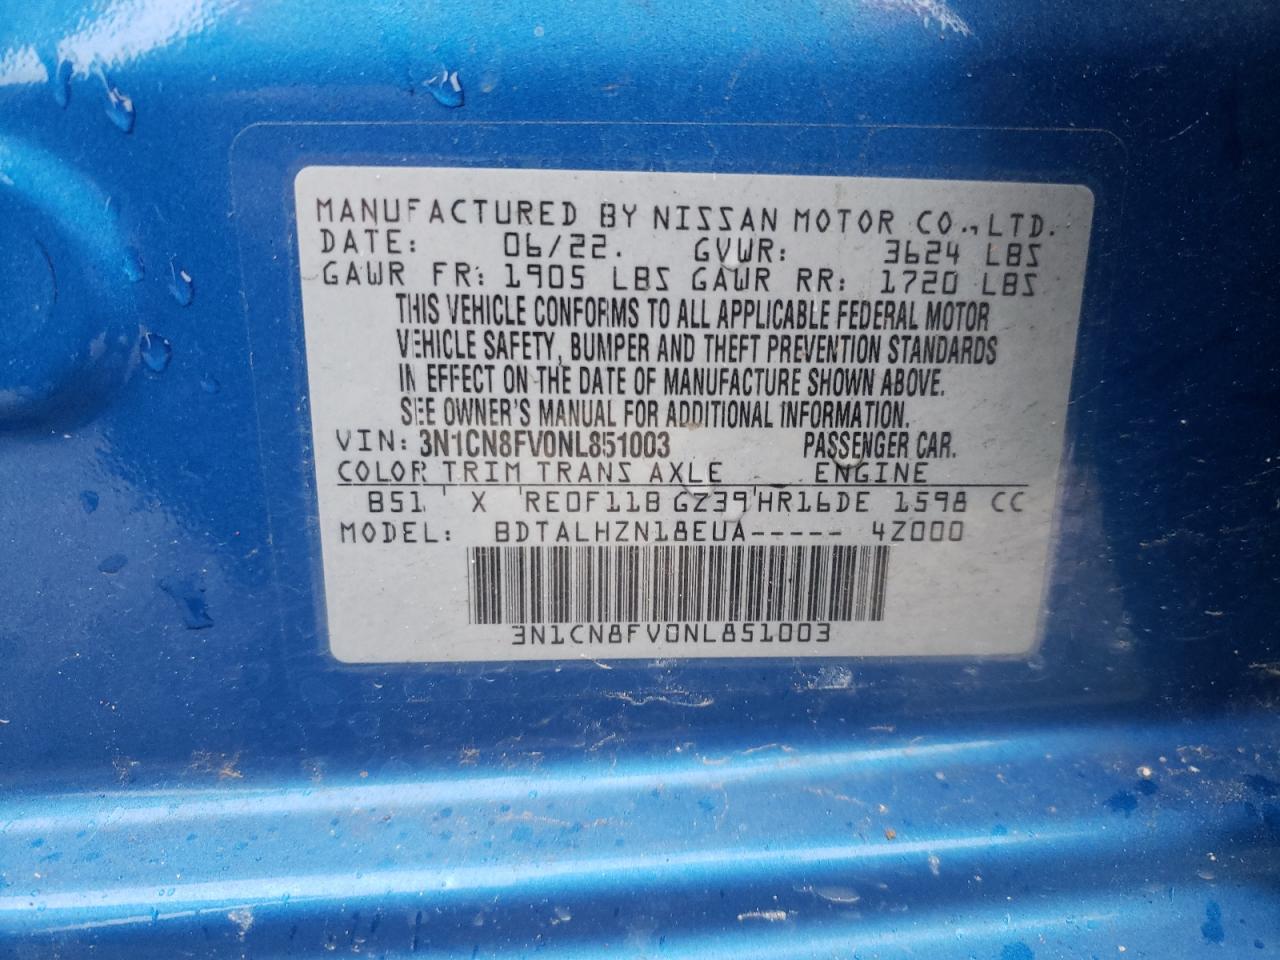 MANUFACTURED BY NISSAN MOTOR CO., LTD.
DATE: 06/22. GVWR: 3624 LBS
GAWR FR: 1905 LBS GAWR RR: 1720 LBS
THIS VEHICLE CONFORMS TO ALL APPLICABLE FEDERAL MOTOR
VEHICLE SAFETY, BUMPER AND THEFT PREVENTION STANDARDS
IN EFFECT ON THE DATE OF MANUFACTURE SHOWN ABOVE.
SEE OWNER'S MANUAL FOR ADDITIONAL INFORMATION.
VIN: 3N1CN8FV0NL851003 PASSENGER CAR.
COLOR TRIM TRANS AXLE ENGINE
B51 X RE0F11B GZ39 HR16DE 1598 CC
MODEL: BDTALHZN18EUA----- 4Z000
3N1CN8FV0NL851003